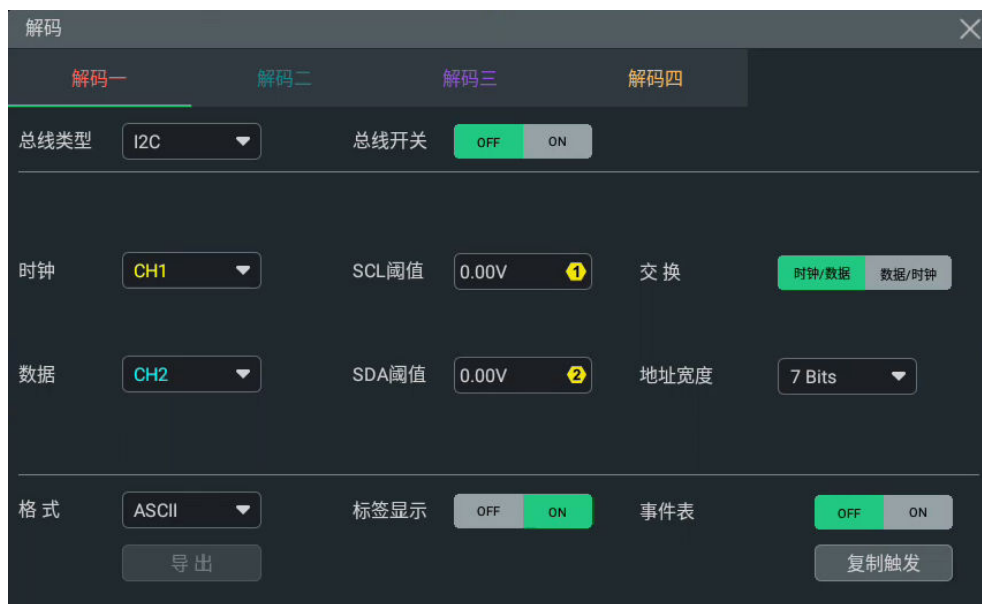 解码
解码一 解码二 解码三 解码四
总线类型 I2C 总线开关 OFF ON
时钟 CH1 SCL阈值 0.00V 1 交 换 时钟/数据 数据/时钟
数据 CH2 SDA阈值 0.00V 2 地址宽度 7 Bits
格 式 ASCII 标签显示 OFF ON 事件表 OFF ON
导 出 复制触发